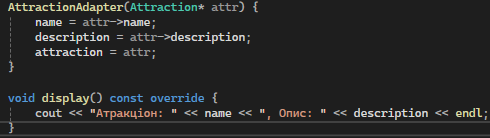 AttractionAdapter(Attraction* attr) {
name = attr->name;
description = attr->description;
attraction = attr;
}
void display() const override {
cout << "Атракціон: " << name << ", Опис: " << description << endl;
}